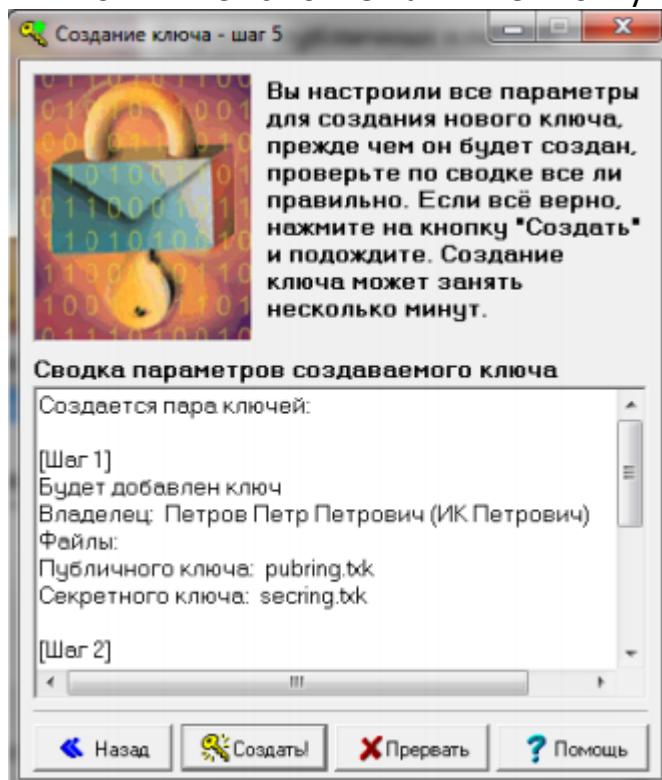 Создание ключа - шаг 5
Вы настроили все параметры
для создания нового ключа,
прежде чем он будет создан,
проверьте по сводке все ли
правильно. Если всё верно,
нажмите на кнопку "Создать"
и подождите. Создание
ключа может занять
несколько минут.
Сводка параметров создаваемого ключа
Создается пара ключей:
[Шаг 1]
Будет добавлен ключ
Владелец: Петров Петр Петрович (ИК Петрович)
Файлы:
Публичного ключа: pubring.txk
Секретного ключа: secring.txk
[Шаг 2]
Назад
Создать!
Прервать
Помощь